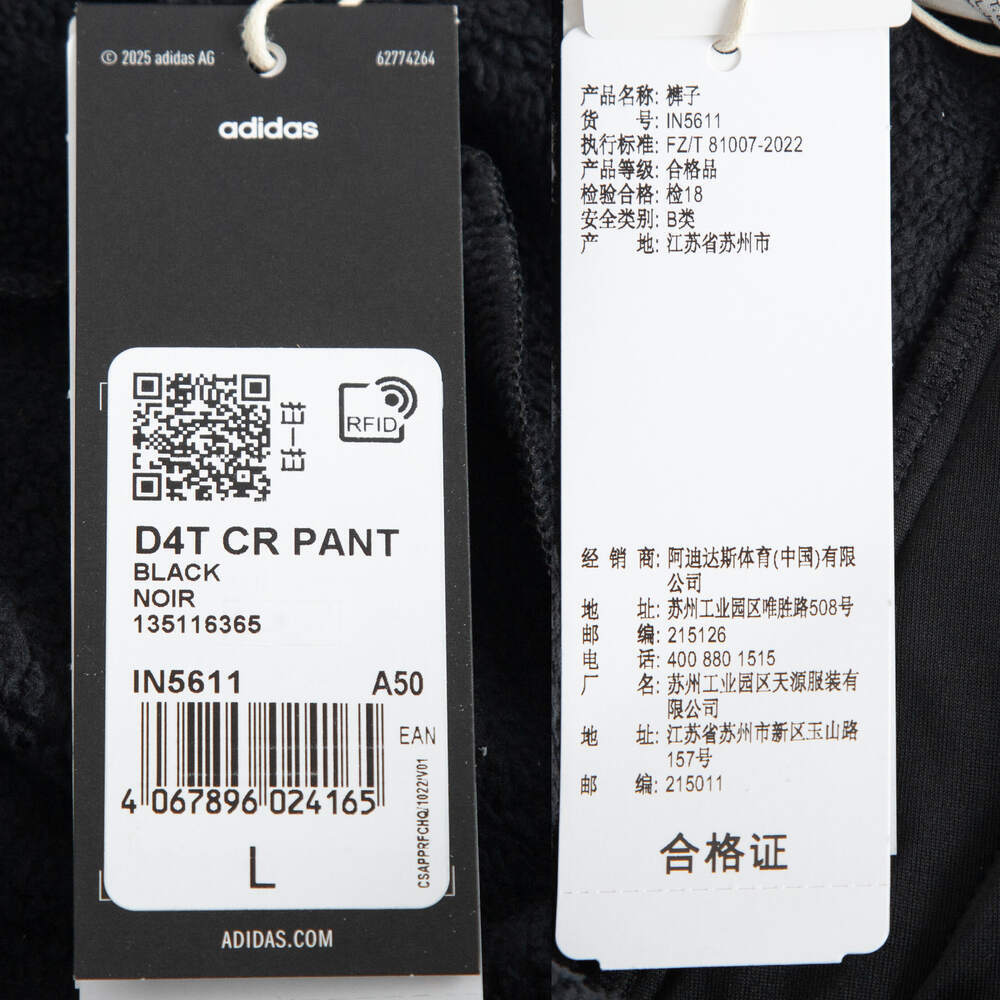 © 2025 adidas AG
62774264
adidas
扫一扫
RFID
D4T CR PANT
BLACK
NOIR
135116365
IN5611
A50
EAN
4 067896 024165
CSAPPRFCHQ/1022/V01
L
ADIDAS.COM
产品名称: 裤子
货 号: IN5611
执行标准: FZ/T 81007-2022
产品等级: 合格品
检验合格: 检18
安全类别: B类
产 地: 江苏省苏州市
经 销 商: 阿迪达斯体育(中国)有限
公司
地 址: 苏州工业园区唯胜路508号
邮 编: 215126
电 话: 400 880 1515
厂 名: 苏州工业园区天源服装有
限公司
地 址: 江苏省苏州市新区玉山路
157号
邮 编: 215011
合格证